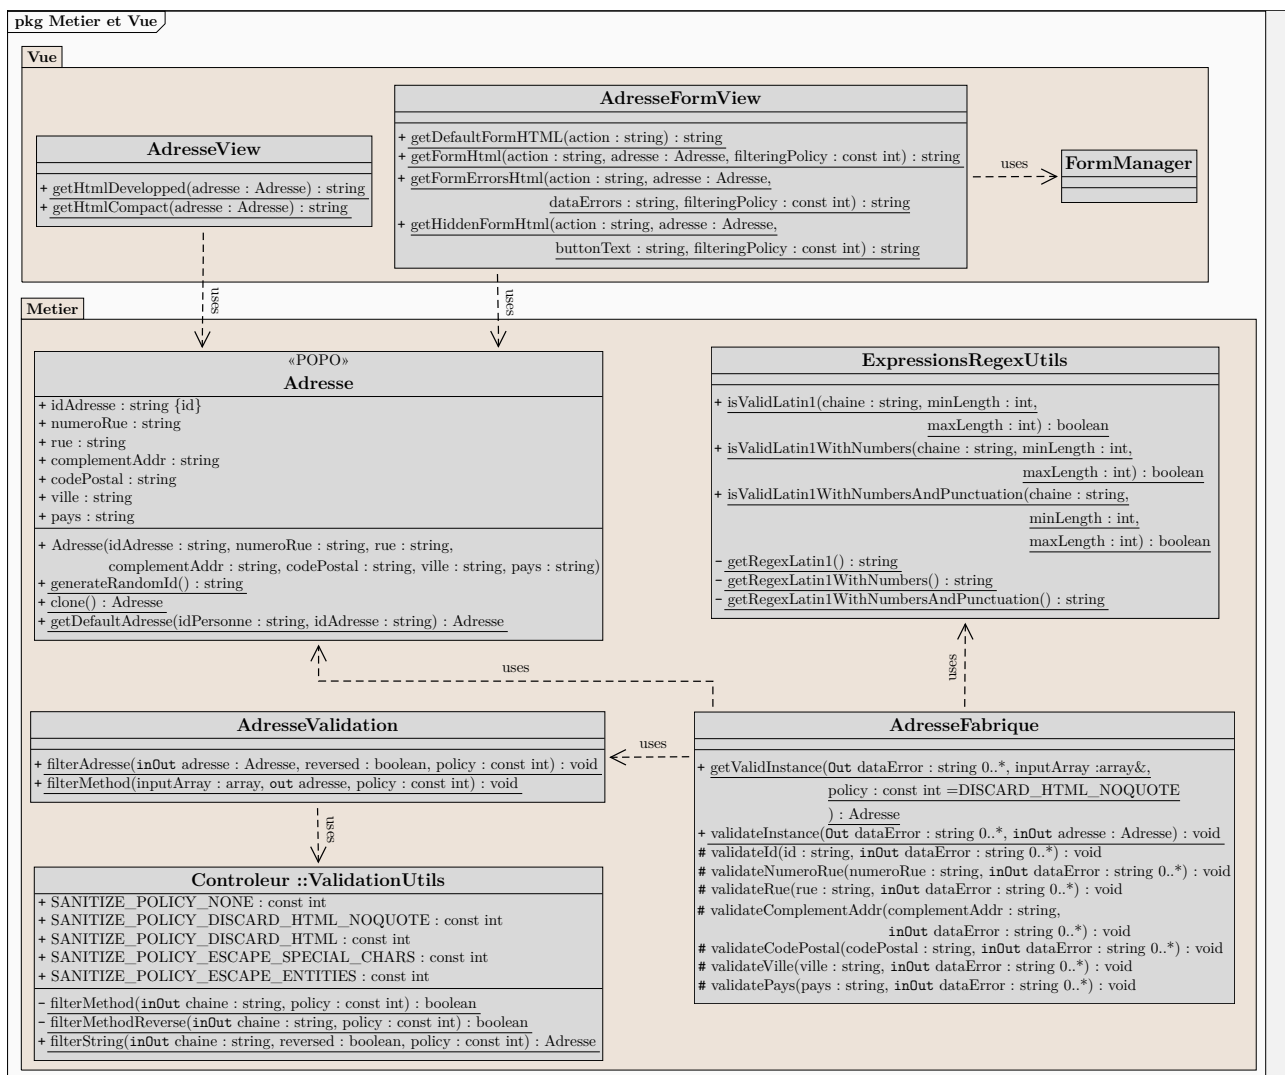 pkg Metier et Vue
Vue
AdresseView
+ getHtmlDevelopped(adresse : Adresse) : string
+ getHtmlCompact(adresse : Adresse) : string
AdresseFormView
+ getDefaultFormHTML(action : string) : string
+ getFormHtml(action : string, adresse : Adresse, filteringPolicy : const int) : string
+ getFormErrorsHtml(action : string, adresse : Adresse,
dataErrors : string, filteringPolicy : const int) : string
+ getHiddenFormHtml(action : string, adresse : Adresse,
buttonText : string, filteringPolicy : const int) : string
uses
FormManager
uses
uses
Metier
«POPO»
Adresse
+ idAdresse : string {id}
+ numeroRue : string
+ rue : string
+ complementAddr : string
+ codePostal : string
+ ville : string
+ pays : string
+ Adresse(idAdresse : string, numeroRue : string, rue : string,
complementAddr : string, codePostal : string, ville : string, pays : string)
+ generateRandomId() : string
+ clone() : Adresse
+ getDefaultAdresse(idPersonne : string, idAdresse : string) : Adresse
ExpressionsRegexUtils
+ isValidLatin1(chaine : string, minLength : int,
maxLength : int) : boolean
+ isValidLatin1WithNumbers(chaine : string, minLength : int,
maxLength : int) : boolean
+ isValidLatin1WithNumbersAndPunctuation(chaine : string,
minLength : int,
maxLength : int) : boolean
- getRegexLatin1() : string
- getRegexLatin1WithNumbers() : string
- getRegexLatin1WithNumbersAndPunctuation() : string
uses
uses
AdresseValidation
+ filterAdresse(inOut adresse : Adresse, reversed : boolean, policy : const int) : void
+ filterMethod(inputArray : array, out adresse, policy : const int) : void
uses
AdresseFabrique
+ getValidInstance(Out dataError : string 0..*, inputArray :array&,
policy : const int =DISCARD_HTML_NOQUOTE
) : Adresse
+ validateInstance(Out dataError : string 0..*, inOut adresse : Adresse) : void
# validateId(id : string, inOut dataError : string 0..*) : void
# validateNumeroRue(numeroRue : string, inOut dataError : string 0..*) : void
# validateRue(rue : string, inOut dataError : string 0..*) : void
# validateComplementAddr(complementAddr : string,
inOut dataError : string 0..*) : void
# validateCodePostal(codePostal : string, inOut dataError : string 0..*) : void
# validateVille(ville : string, inOut dataError : string 0..*) : void
# validatePays(pays : string, inOut dataError : string 0..*) : void
uses
Controleur ::ValidationUtils
+ SANITIZE_POLICY_NONE : const int
+ SANITIZE_POLICY_DISCARD_HTML_NOQUOTE : const int
+ SANITIZE_POLICY_DISCARD_HTML : const int
+ SANITIZE_POLICY_ESCAPE_SPECIAL_CHARS : const int
+ SANITIZE_POLICY_ESCAPE_ENTITIES : const int
- filterMethod(inOut chaine : string, policy : const int) : boolean
- filterMethodReverse(inOut chaine : string, policy : const int) : boolean
+ filterString(inOut chaine : string, reversed : boolean, policy : const int) : Adresse